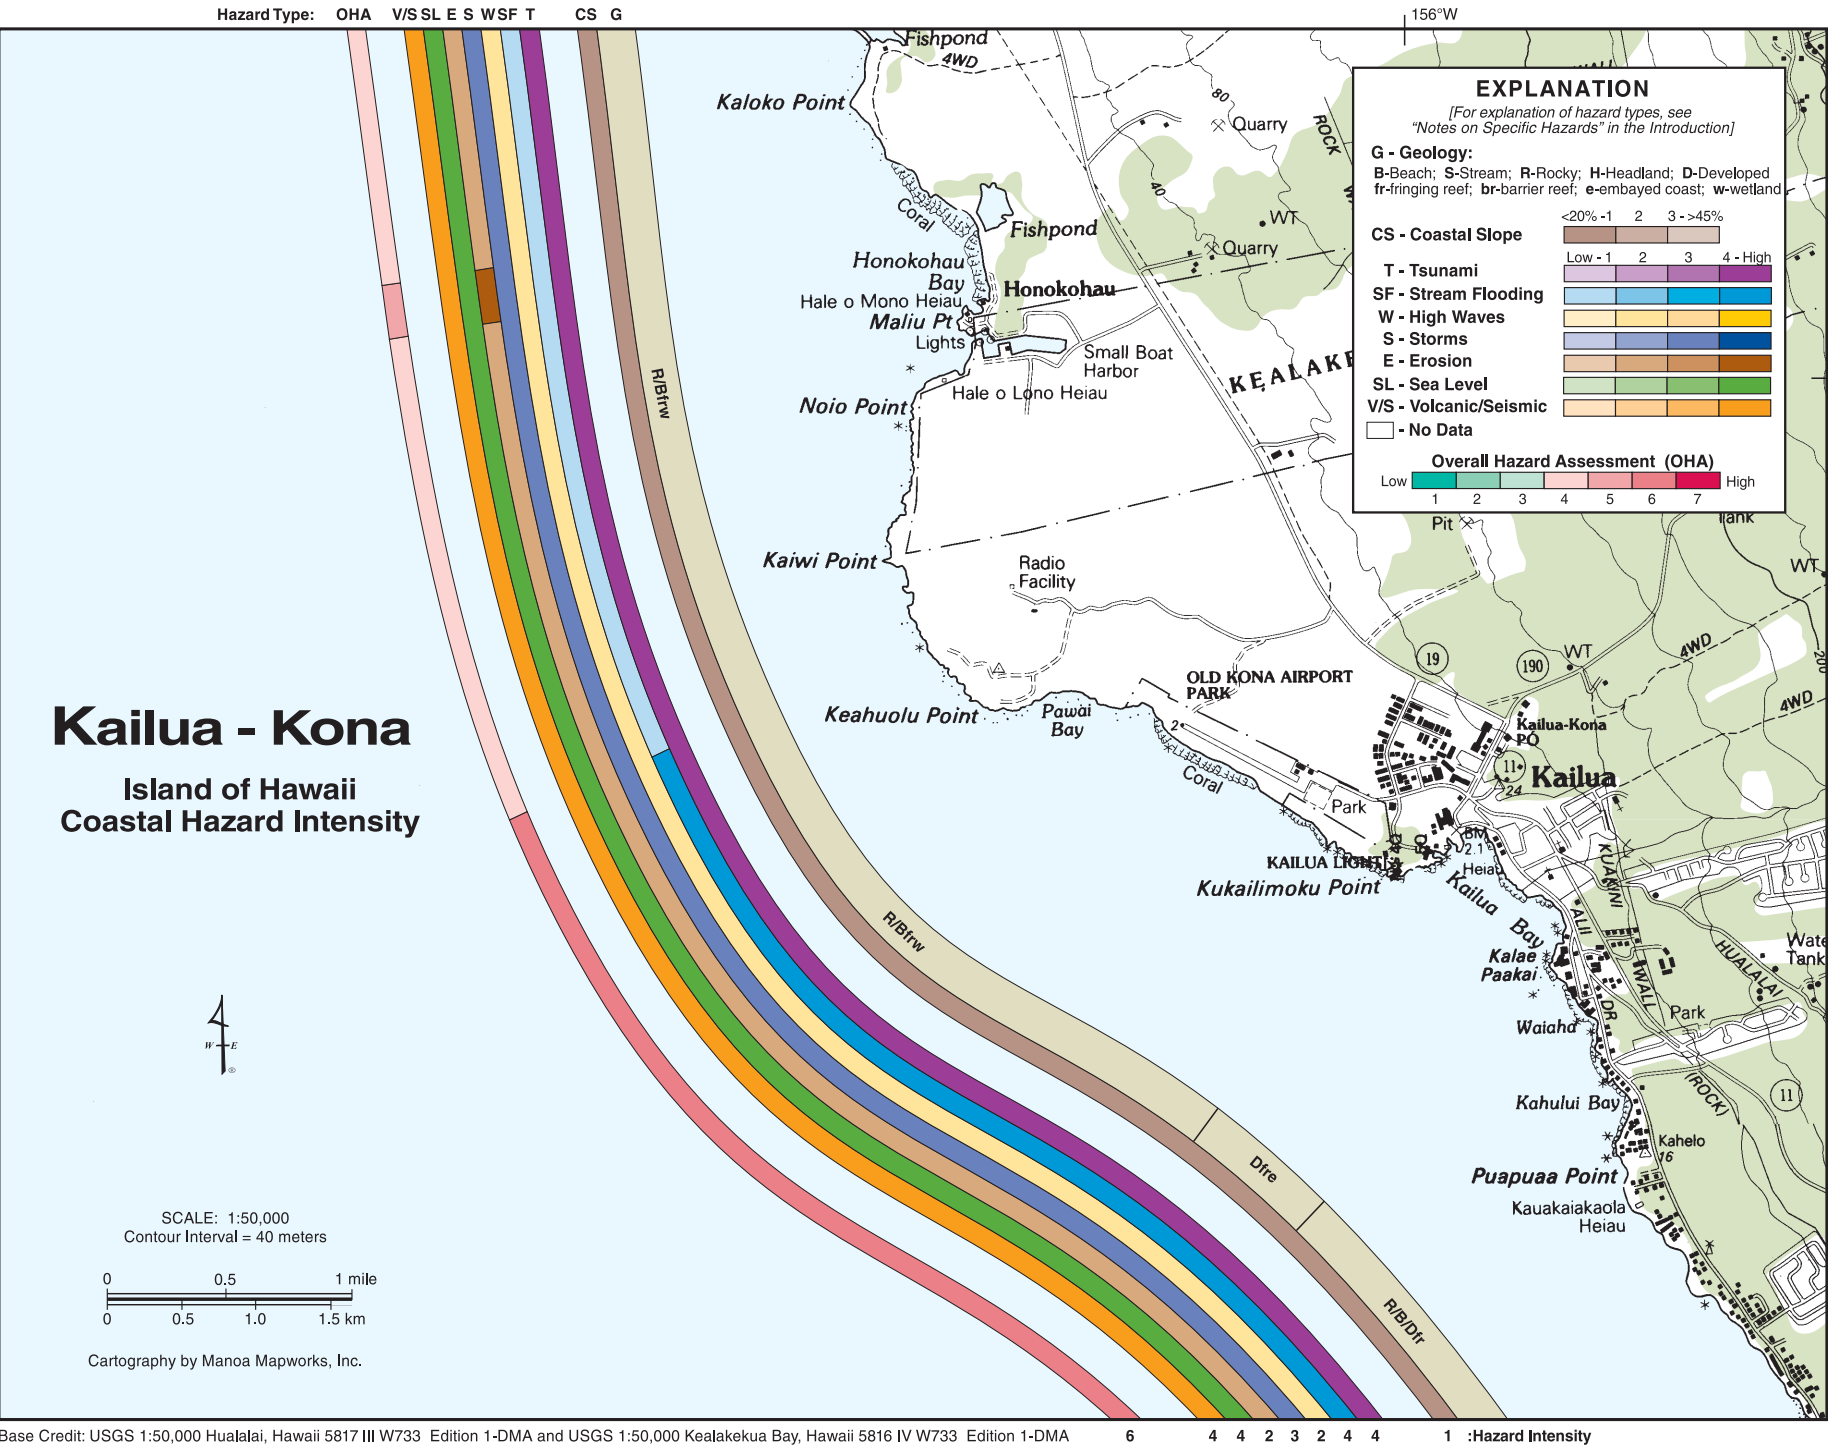 Hazard Type: OHA V/S SL E S W SF T CS G
156°W
Fishpond
4WD
Kaloko Point
80
Quarry
ROCK
40
WT
Coral
Fishpond
Quarry
Honokohau
Bay
Honokohau
Hale o Mono Heiau
Maliu Pt
Lights
Small Boat
Harbor
KEALAKE
Hale o Lono Heiau
Noio Point
R/Bfrw
Kaiwi Point
Radio
Facility
Pit
Tank
WT
EXPLANATION
[For explanation of hazard types, see
“Notes on Specific Hazards” in the Introduction]
G - Geology:
B-Beach; S-Stream; R-Rocky; H-Headland; D-Developed
fr-fringing reef; br-barrier reef; e-embayed coast; w-wetland
<20% -1 2 3 - >45%
CS - Coastal Slope
Low - 1 2 3 4 - High
T - Tsunami
SF - Stream Flooding
W - High Waves
S - Storms
E - Erosion
SL - Sea Level
V/S - Volcanic/Seismic
- No Data
Overall Hazard Assessment (OHA)
Low High
1 2 3 4 5 6 7
19
190
WT
4WD
200
4WD
OLD KONA AIRPORT
PARK
Keahuolu Point
Pawai
Bay
2
Kailua-Kona
PO
11
Kailua
24
Coral
Park
BM
2.1
Heiau
KAILUA LIGHT
Kukailimoku Point
Kailua
Bay
KUAKINI
WALL
ALII
DR
HUALALAI
Water
Tank
Kalae
Paakai
Park
Waiaha
(ROCK)
11
Kahului Bay
Kahelo
16
Puapuaa Point
Kauakaiakaola
Heiau
Kailua - Kona
Island of Hawaii
Coastal Hazard Intensity
R/Bfrw
W E
Dfre
R/B/Dfr
SCALE: 1:50,000
Contour Interval = 40 meters
0 0.5 1 mile
0 0.5 1.0 1.5 km
Cartography by Manoa Mapworks, Inc.
Base Credit: USGS 1:50,000 Hualalai, Hawaii 5817 III W733 Edition 1-DMA and USGS 1:50,000 Kealakekua Bay, Hawaii 5816 IV W733 Edition 1-DMA
6 4 4 2 3 2 4 4 1 :Hazard Intensity